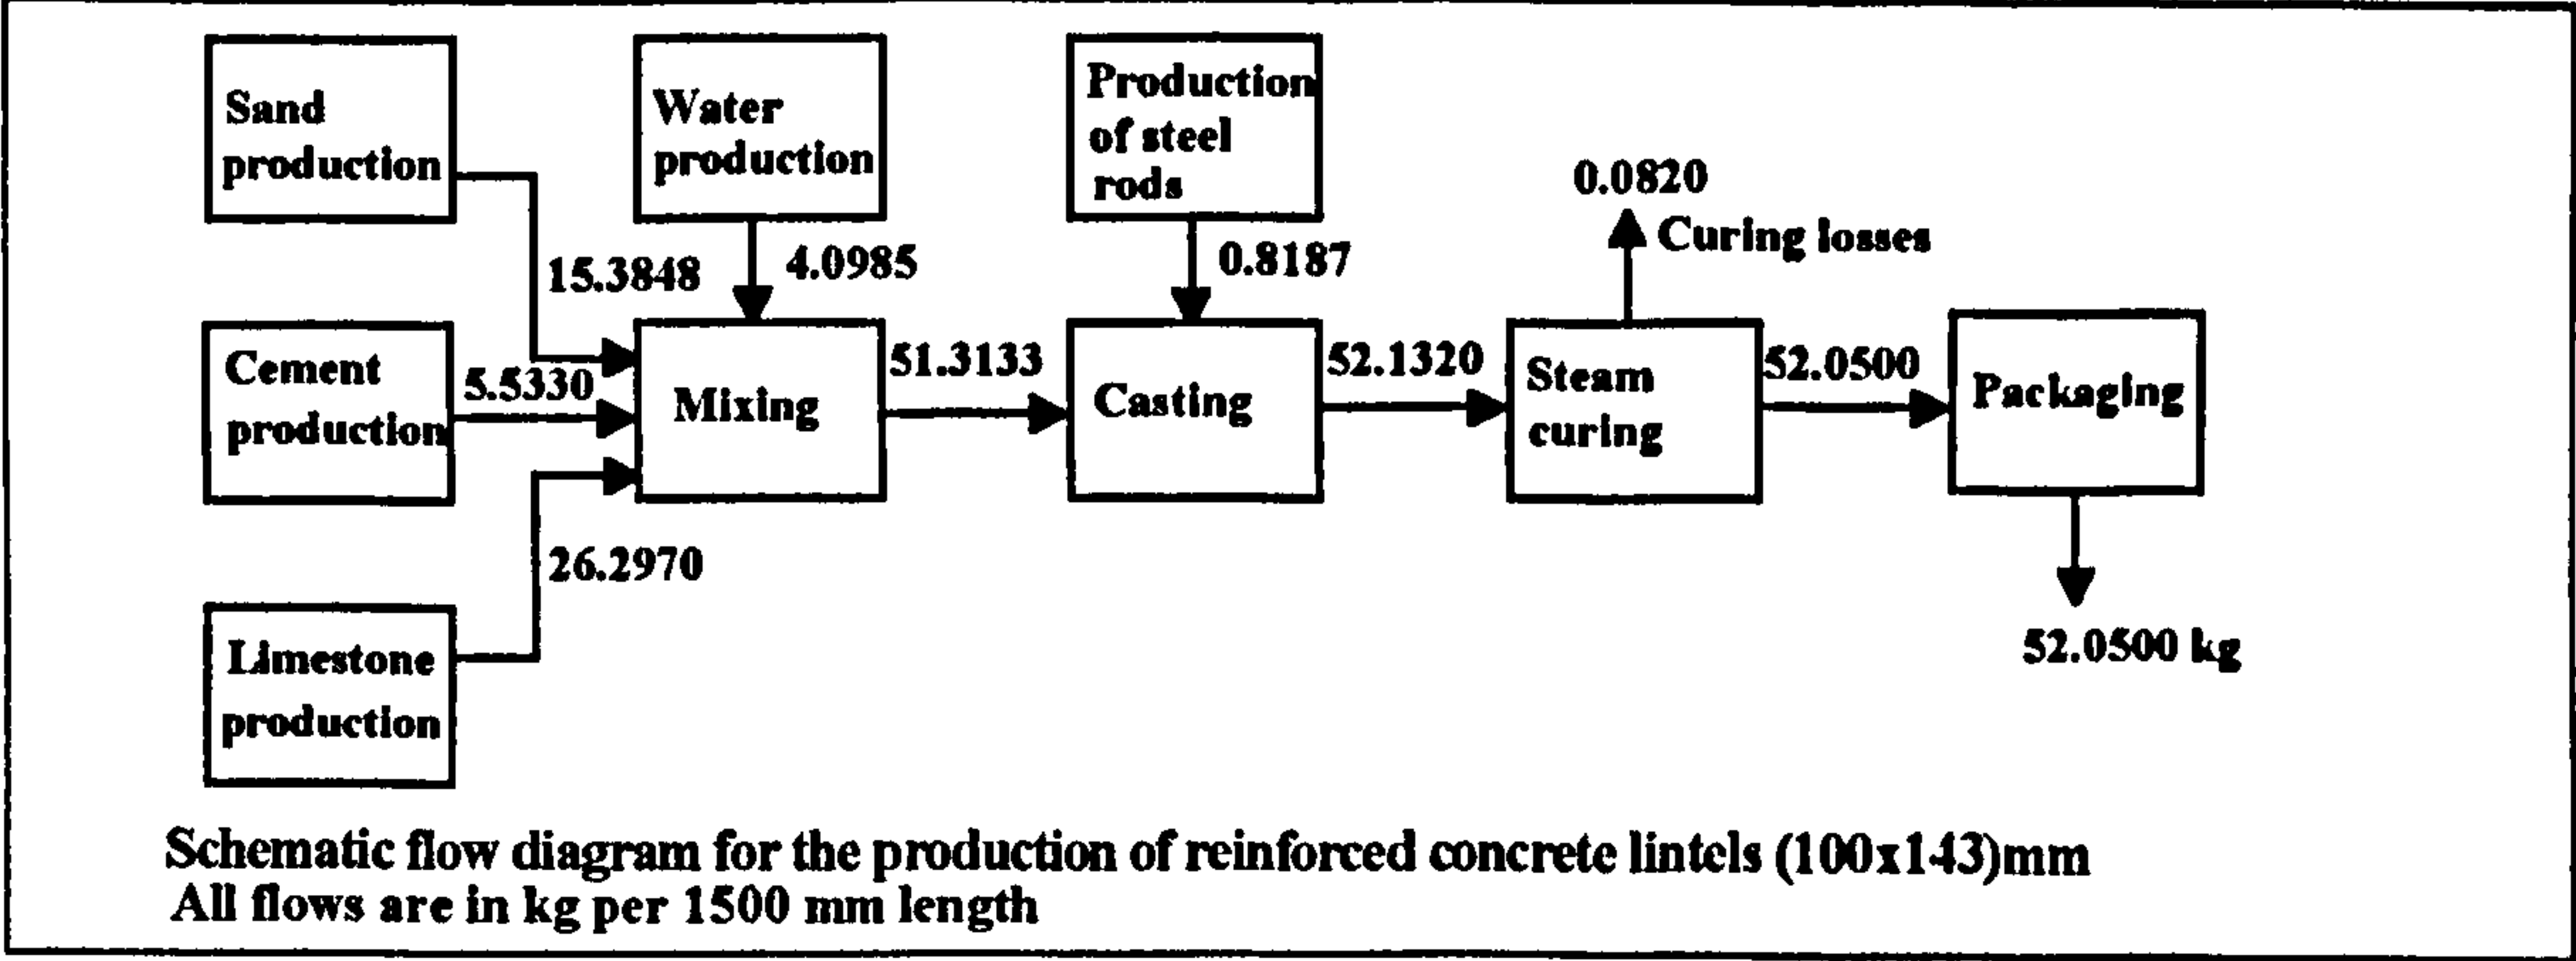 Sand
production
Water
production
Production
of steel
rods
0.0820
Curing losses
15.3848
4.0985
0.8187
Cement
production
5.5330
Mixing
51.3133
Casting
52.1320
Steam
curing
52.0500
Packaging
26.2970
Limestone
production
52.0500 kg
Schematic flow diagram for the production of reinforced concrete lintels (100x143)mm
All flows are in kg per 1500 mm length